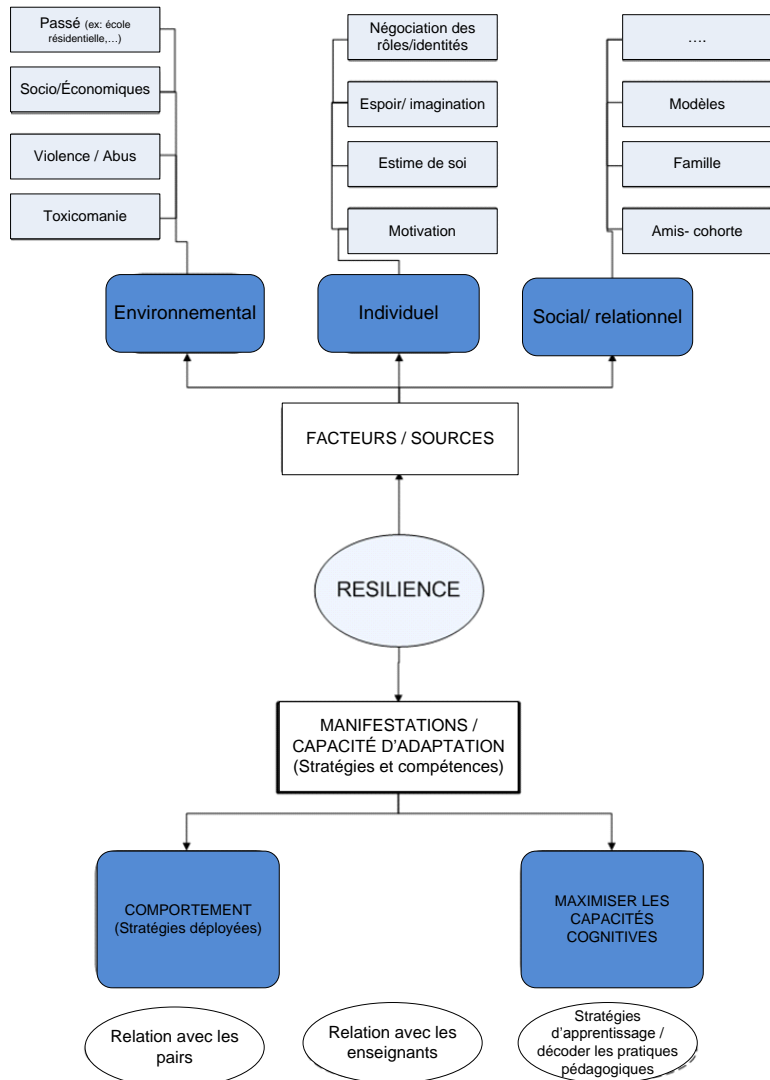 Passé (ex: école
résidentielle,…)
Socio/Économiques
Violence / Abus
Toxicomanie
Négociation des
rôles/identités
Espoir/ imagination
Estime de soi
Motivation
….
Modèles
Famille
Amis- cohorte
Environnemental
Individuel
Social/ relationnel
FACTEURS / SOURCES
RESILIENCE
MANIFESTATIONS /
CAPACITÉ D'ADAPTATION
(Stratégies et compétences)
COMPORTEMENT
(Stratégies déployées)
MAXIMISER LES
CAPACITÉS
COGNITIVES
Relation avec les
pairs
Relation avec les
enseignants
Stratégies
d'apprentissage /
décoder les pratiques
pédagogiques